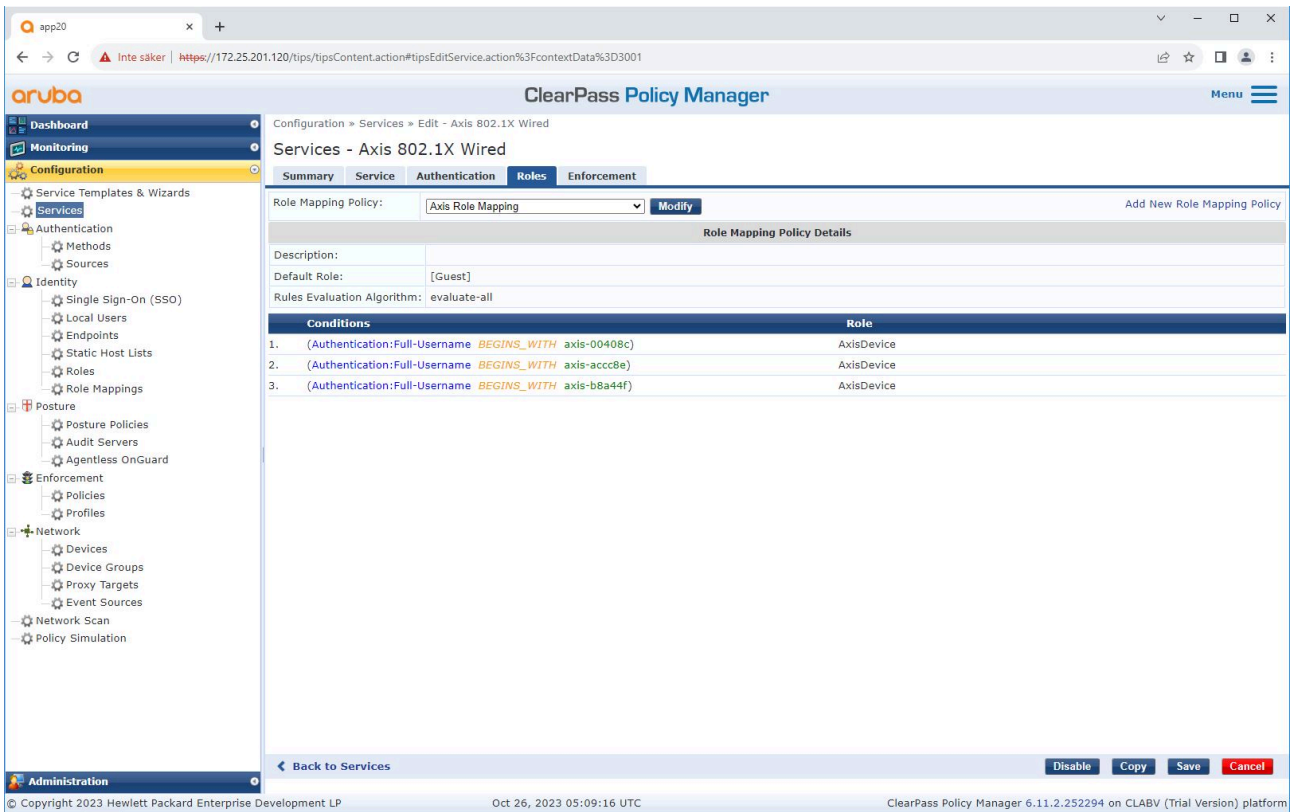 app20
Inte säker | https://172.25.201.120/tips/tipsContent.action#tipsEditService.action%3FcontextData%3D3001
aruba
ClearPass Policy Manager
Menu
Dashboard
Monitoring
Configuration
Service Templates & Wizards
Services
Authentication
Methods
Sources
Identity
Single Sign-On (SSO)
Local Users
Endpoints
Static Host Lists
Roles
Role Mappings
Posture
Posture Policies
Audit Servers
Agentless OnGuard
Enforcement
Policies
Profiles
Network
Devices
Device Groups
Proxy Targets
Event Sources
Network Scan
Policy Simulation
Administration
Configuration » Services » Edit - Axis 802.1X Wired
Services - Axis 802.1X Wired
Summary Service Authentication Roles Enforcement
Role Mapping Policy: Axis Role Mapping Modify Add New Role Mapping Policy
Role Mapping Policy Details
Description:
Default Role: [Guest]
Rules Evaluation Algorithm: evaluate-all
Conditions Role
1. (Authentication:Full-Username BEGINS_WITH axis-00408c) AxisDevice
2. (Authentication:Full-Username BEGINS_WITH axis-accc8e) AxisDevice
3. (Authentication:Full-Username BEGINS_WITH axis-b8a44f) AxisDevice
Back to Services Disable Copy Save Cancel
© Copyright 2023 Hewlett Packard Enterprise Development LP Oct 26, 2023 05:09:16 UTC ClearPass Policy Manager 6.11.2.252294 on CLABV (Trial Version) platform